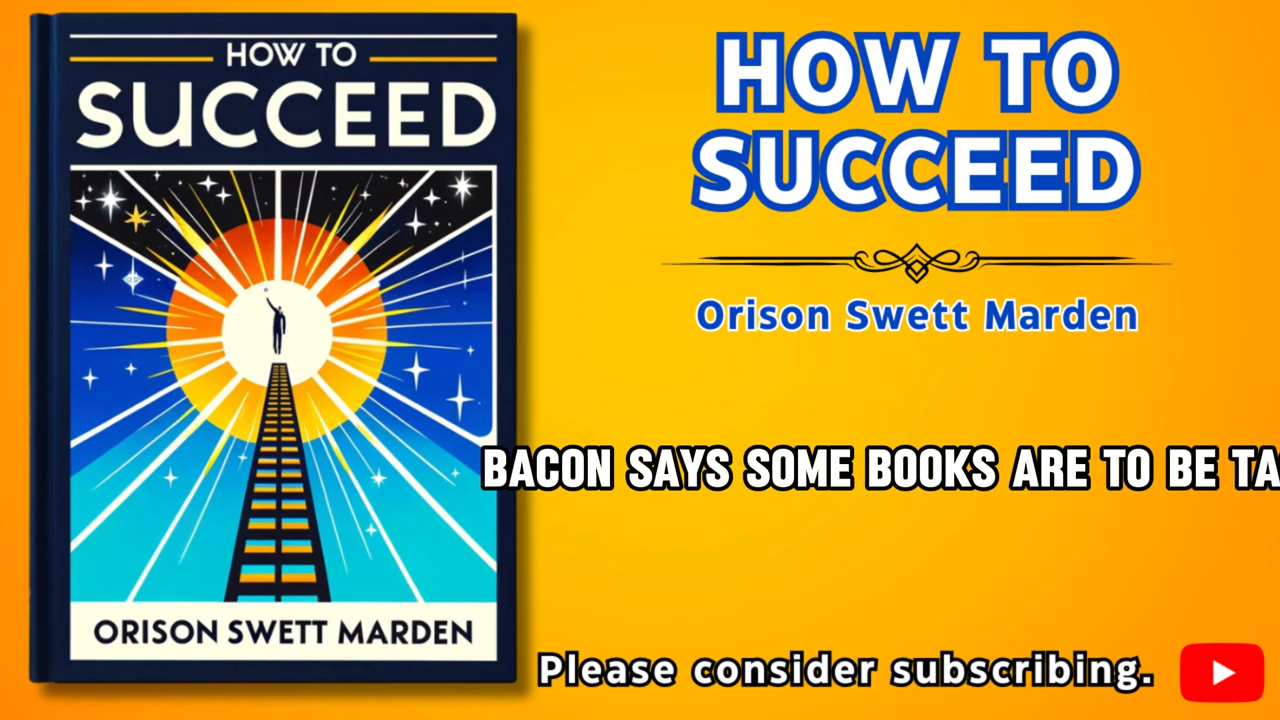 HOW TO
SUCCEED
ORISON SWETT MARDEN
HOW TO
SUCCEED
Orison Swett Marden
BACON SAYS SOME BOOKS ARE TO BE TA
Please consider subscribing.